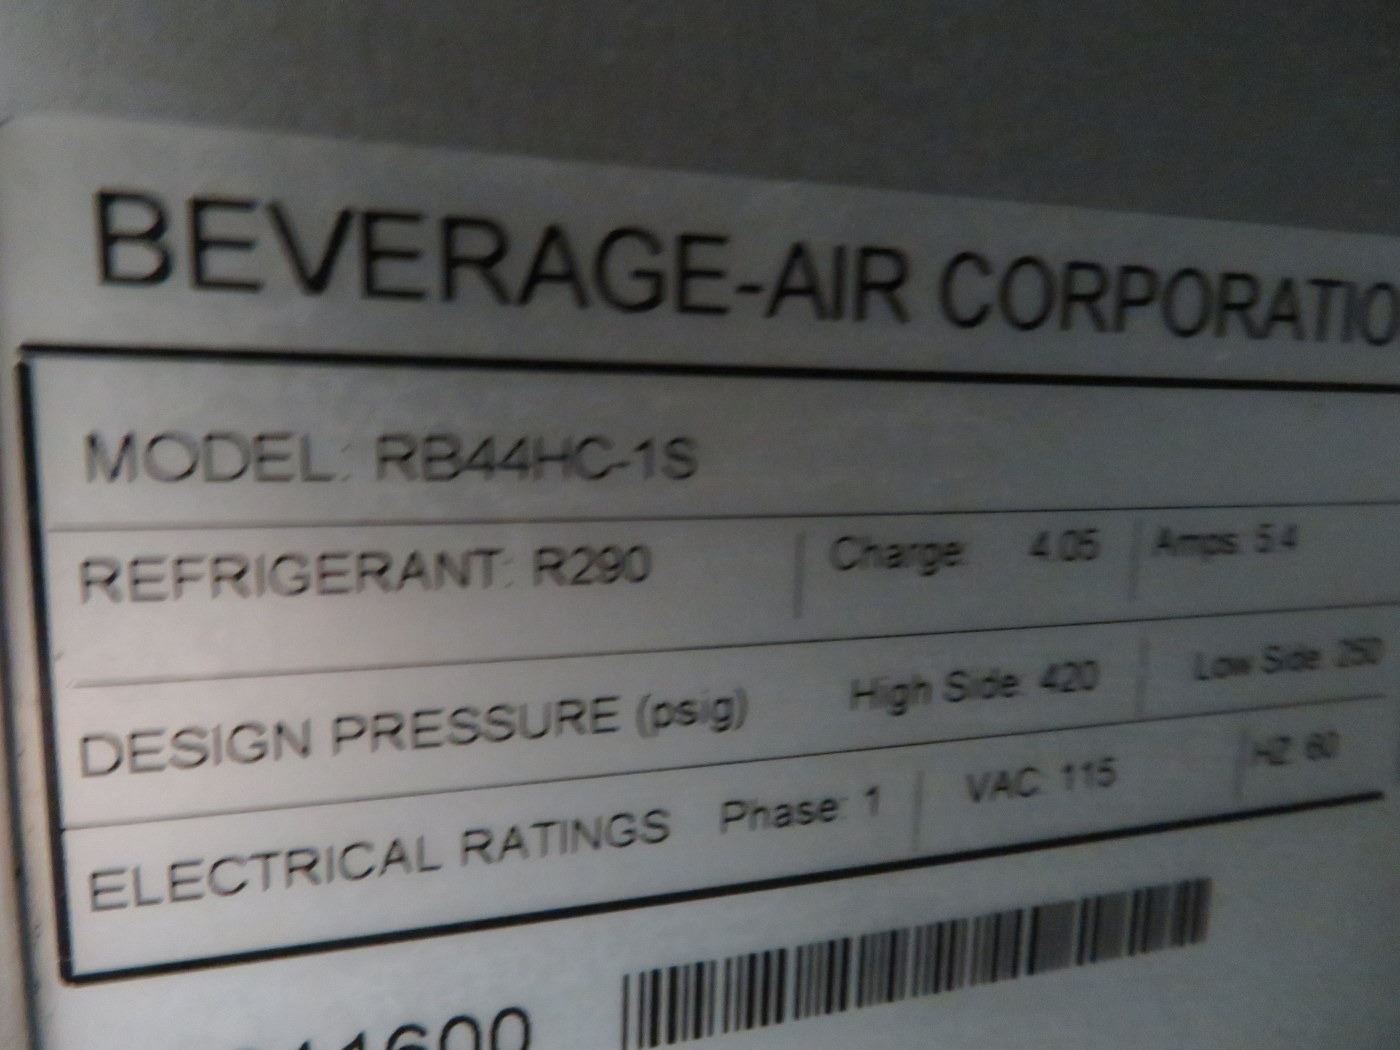 BEVERAGE-AIR CORPORATIO
MODEL: RB44HC-1S
REFRIGERANT: R290 Charge: 4.05 Amps: 5.4
DESIGN PRESSURE (psig) High Side: 420 Low Side: 250
ELECTRICAL RATINGS Phase: 1 VAC: 115 HZ: 60